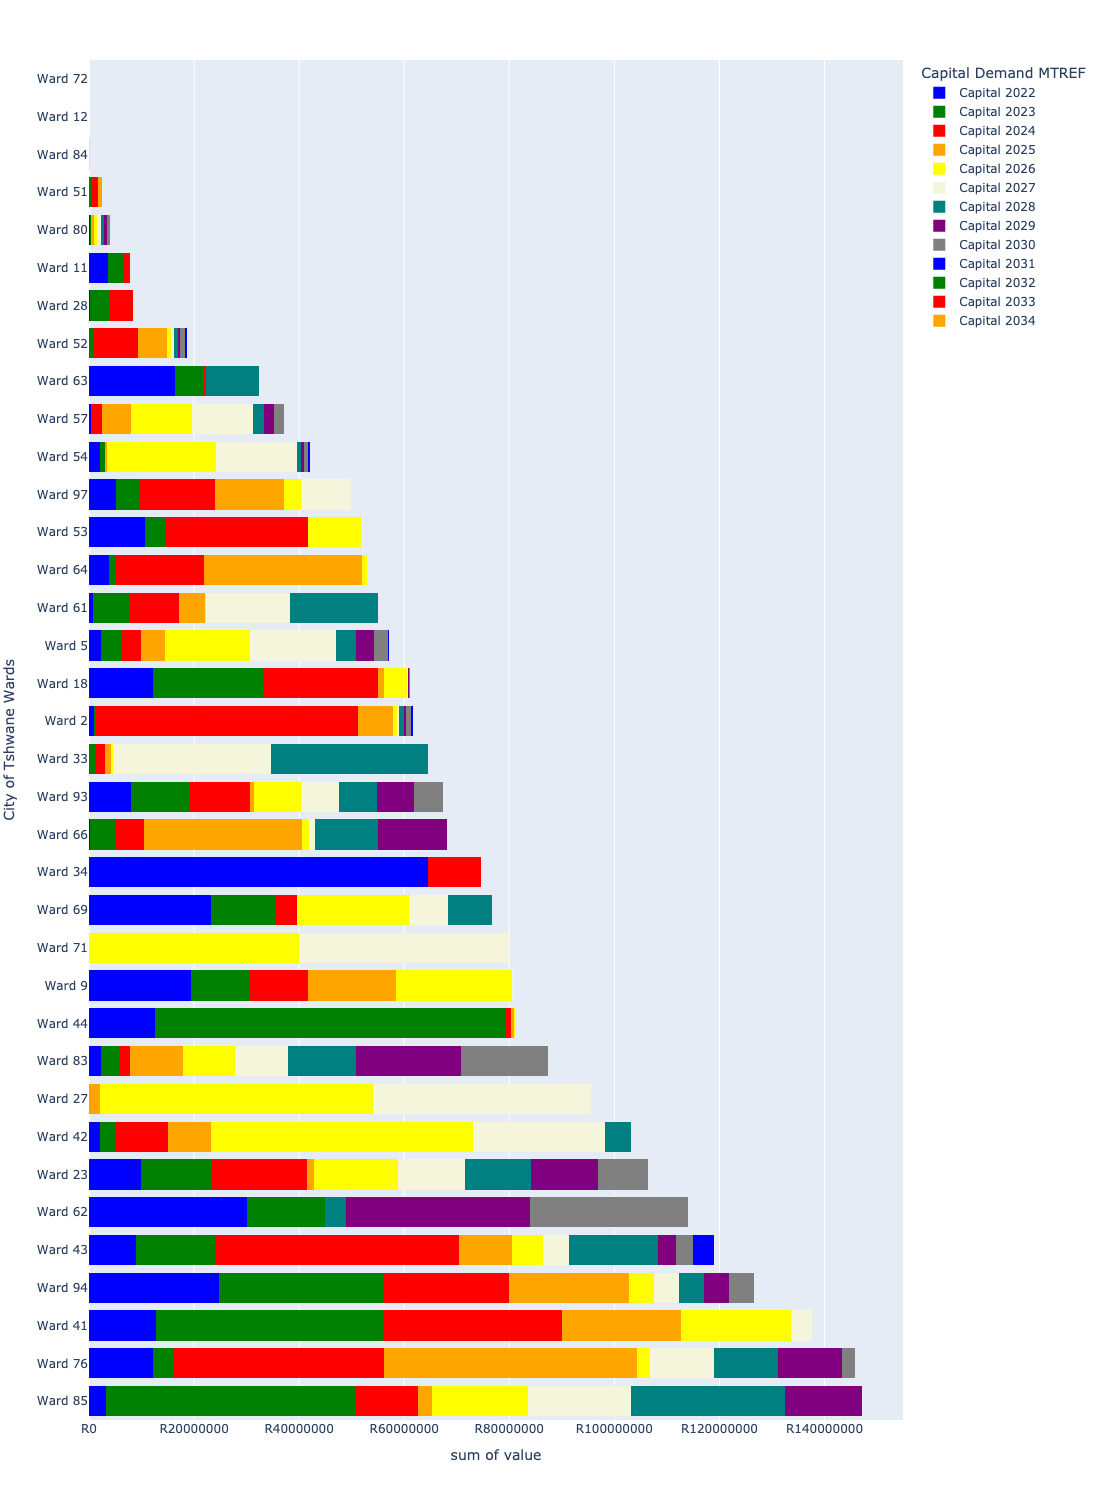 Capital Demand MTREF
Capital 2022
Capital 2023
Capital 2024
Capital 2025
Capital 2026
Capital 2027
Capital 2028
Capital 2029
Capital 2030
Capital 2031
Capital 2032
Capital 2033
Capital 2034
City of Tshwane Wards
Ward 72
Ward 12
Ward 84
Ward 51
Ward 80
Ward 11
Ward 28
Ward 52
Ward 63
Ward 57
Ward 54
Ward 97
Ward 53
Ward 64
Ward 61
Ward 5
Ward 18
Ward 2
Ward 33
Ward 93
Ward 66
Ward 34
Ward 69
Ward 71
Ward 9
Ward 44
Ward 83
Ward 27
Ward 42
Ward 23
Ward 62
Ward 43
Ward 94
Ward 41
Ward 76
Ward 85
R0 R20000000 R40000000 R60000000 R80000000 R100000000 R120000000 R140000000
sum of value